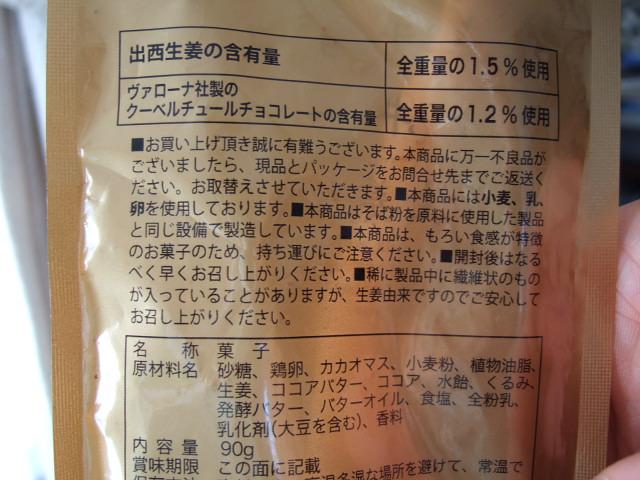 出西生姜の含有量 全重量の1.5%使用
ヴァローナ社製の
クーベルチュールチョコレートの含有量 全重量の1.2%使用
■お買い上げ頂き誠に有難うございます。本商品に万一不良品が
ございましたら、現品とパッケージをお問合せ先までご返送く
ださい。お取替えさせていただきます。■本商品には小麦、乳、
卵を使用しております。■本商品はそば粉を原料に使用した製品
と同じ設備で製造しています。■本商品は、もろい食感が特徴
のお菓子のため、持ち運びにご注意ください。■開封後はなる
べく早くお召し上がりください。■稀に製品中に繊維状のもの
が入っていることがありますが、生姜由来ですのでご安心して
お召し上がりください。
名称 菓子
原材料名 砂糖、鶏卵、カカオマス、小麦粉、植物油脂、
生姜、ココアバター、ココア、水飴、くるみ、
発酵バター、バターオイル、食塩、全粉乳、
乳化剤(大豆を含む)、香料
内容量 90g
賞味期限 この面に記載
保存方法 高温多湿な場所を避けて、常温で